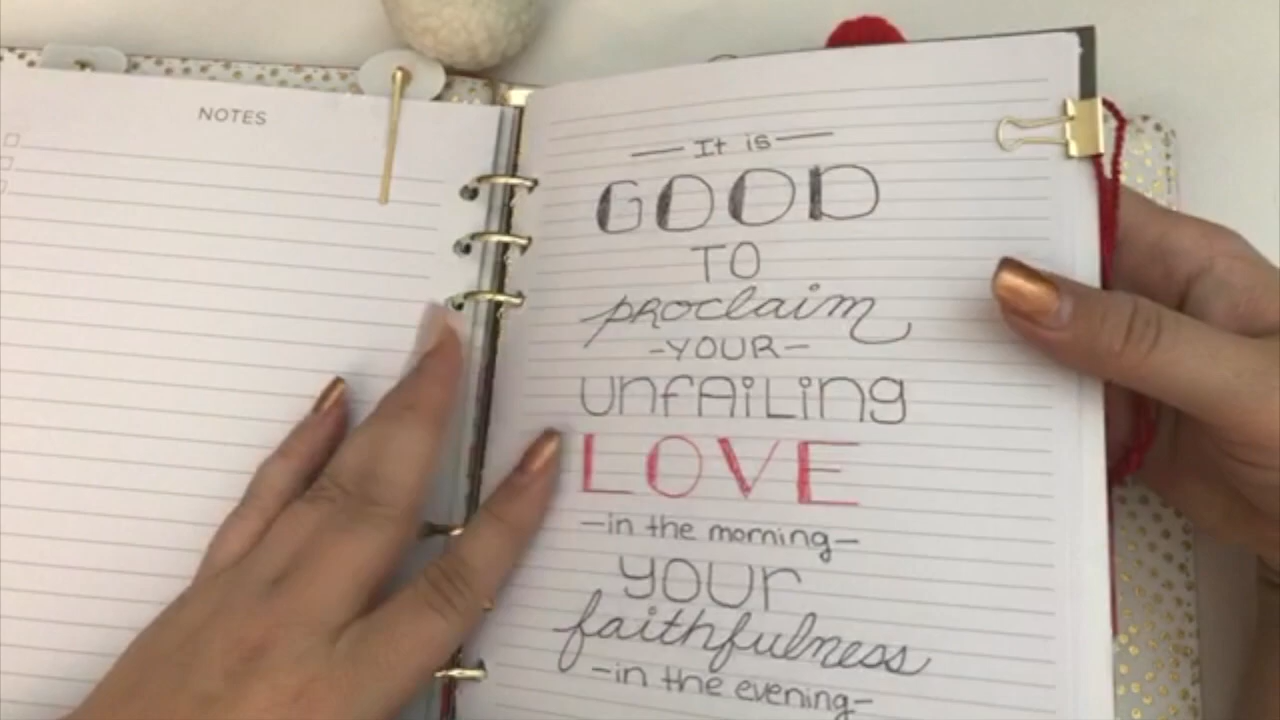 NOTES
It is
GOOD
TO
proclaim
-YOUR-
unfAiLing
LOVE
-in the morning-
your
faithfulness
-in the evening-